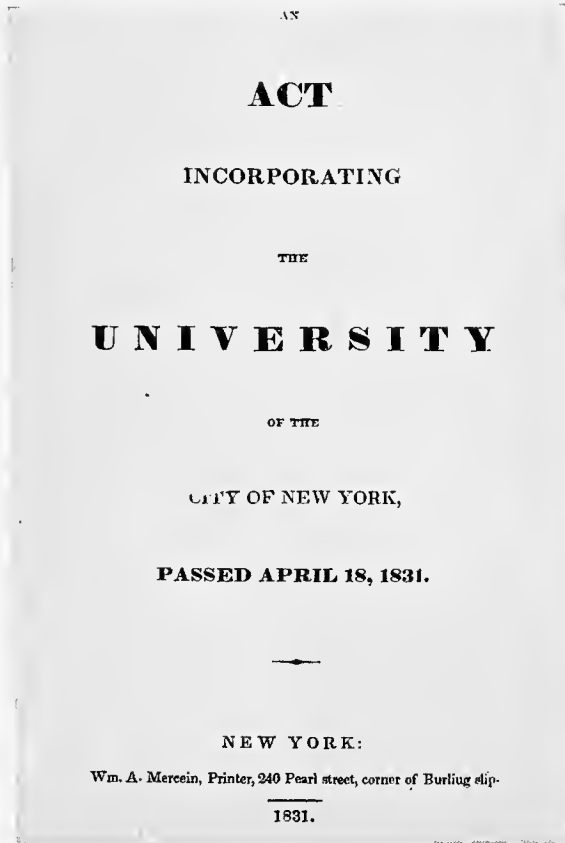 AN
ACT
INCORPORATING
THE
UNIVERSITY
OF THE
CITY OF NEW YORK,
PASSED APRIL 18, 1831.
NEW YORK:
Wm. A. Mercein, Printer, 240 Pearl street, corner of Burling slip.
1831.